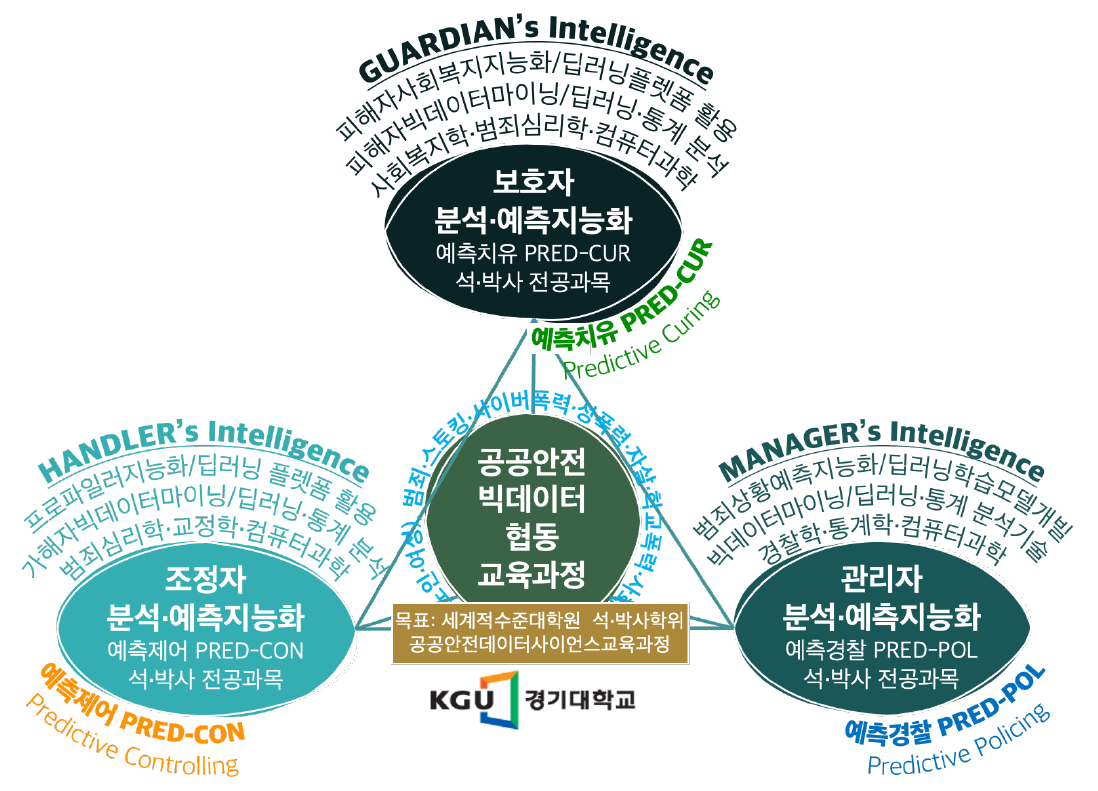 GUARDIAN's Intelligence
피해자사회복지지능화/딥러닝플렛폼 활용
피해자빅데이터마이닝/딥러닝·통계 분석
사회복지학·범죄심리학·컴퓨터과학
보호자
분석·예측지능화
예측치유 PRED-CUR
석·박사 전공과목
예측치유 PRED-CUR
Predictive Curing
HANDLER's Intelligence
프로파일러지능화/딥러닝 플렛폼 활용
가해자빅데이터마이닝/딥러닝·통계 분석
범죄심리학·교정학·컴퓨터과학
조정자
분석·예측지능화
예측제어 PRED-CON
석·박사 전공과목
예측제어 PRED-CON
Predictive Controlling
노인·여성) 범죄·스토킹·사이버폭력·성폭력·자살·학교폭력·사회
공공안전
빅데이터
협동
교육과정
목표: 세계적수준대학원 석·박사학위
공공안전데이터사이언스교육과정
KGU 경기대학교
MANAGER's Intelligence
범죄상황예측지능화/딥러닝학습모델개발
빅데이터마이닝/딥러닝·통계 분석기술
경찰학·통계학·컴퓨터과학
관리자
분석·예측지능화
예측경찰 PRED-POL
석·박사 전공과목
예측경찰 PRED-POL
Predictive Policing